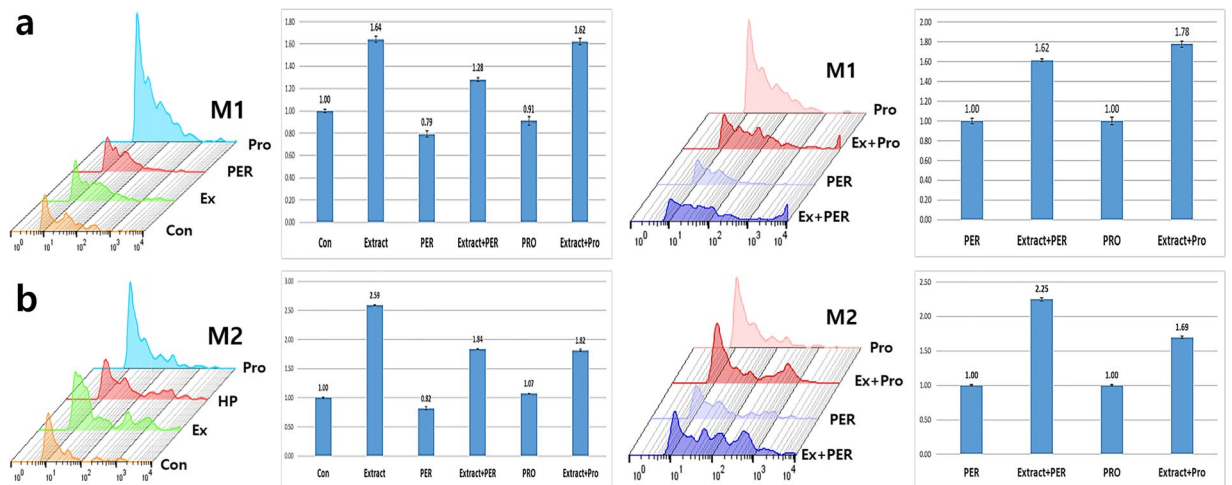 a
M1
Pro
PER
Ex
Con
10^0 10^1 10^2 10^3 10^4
1.80
1.60
1.40
1.20
1.00
0.80
0.60
0.40
0.20
0.00
1.00 1.64 0.79 1.28 0.91 1.62
Con Extract PER Extract+PER PRO Extract+Pro
M1
Pro
Ex+Pro
PER
Ex+PER
10^0 10^1 10^2 10^3 10^4
2.00
1.80
1.60
1.40
1.20
1.00
0.80
0.60
0.40
0.20
0.00
1.00 1.62 1.00 1.78
PER Extract+PER PRO Extract+Pro
b
M2
Pro
HP
Ex
Con
10^0 10^1 10^2 10^3 10^4
3.00
2.50
2.00
1.50
1.00
0.50
0.00
1.00 2.59 0.82 1.84 1.07 1.82
Con Extract PER Extract+PER PRO Extract+Pro
M2
Pro
Ex+Pro
PER
Ex+PER
10^0 10^1 10^2 10^3 10^4
2.50
2.00
1.50
1.00
0.50
0.00
1.00 2.25 1.00 1.69
PER Extract+PER PRO Extract+Pro